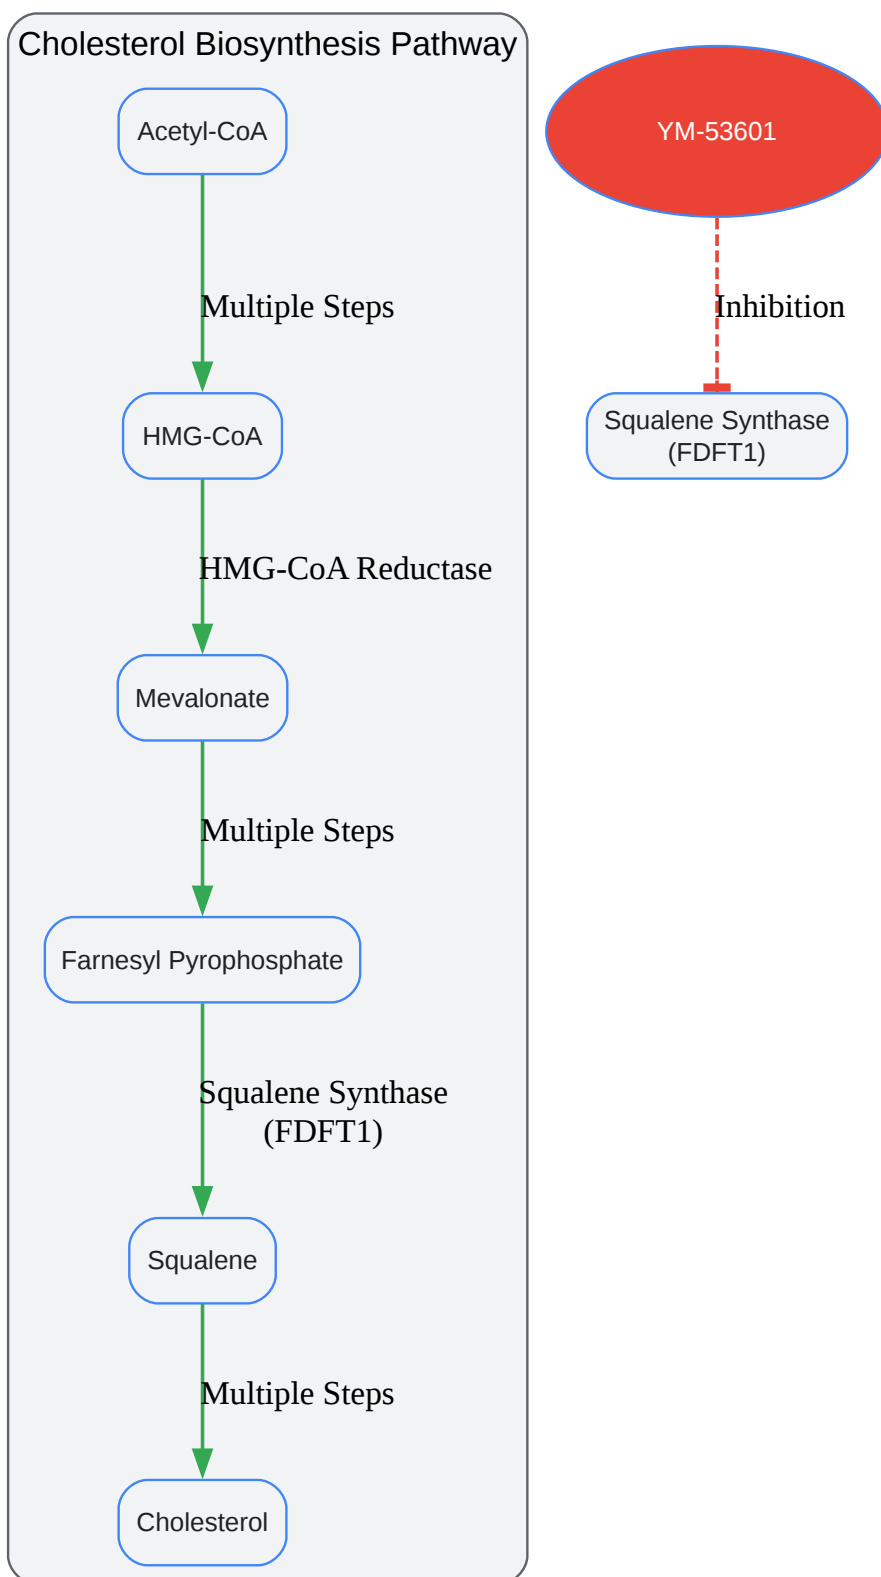 Cholesterol Biosynthesis Pathway
Acetyl-CoA
Multiple Steps
HMG-CoA
HMG-CoA Reductase
Mevalonate
Multiple Steps
Farnesyl Pyrophosphate
Squalene Synthase
(FDFT1)
Squalene
Multiple Steps
Cholesterol
YM-53601
Inhibition
Squalene Synthase
(FDFT1)